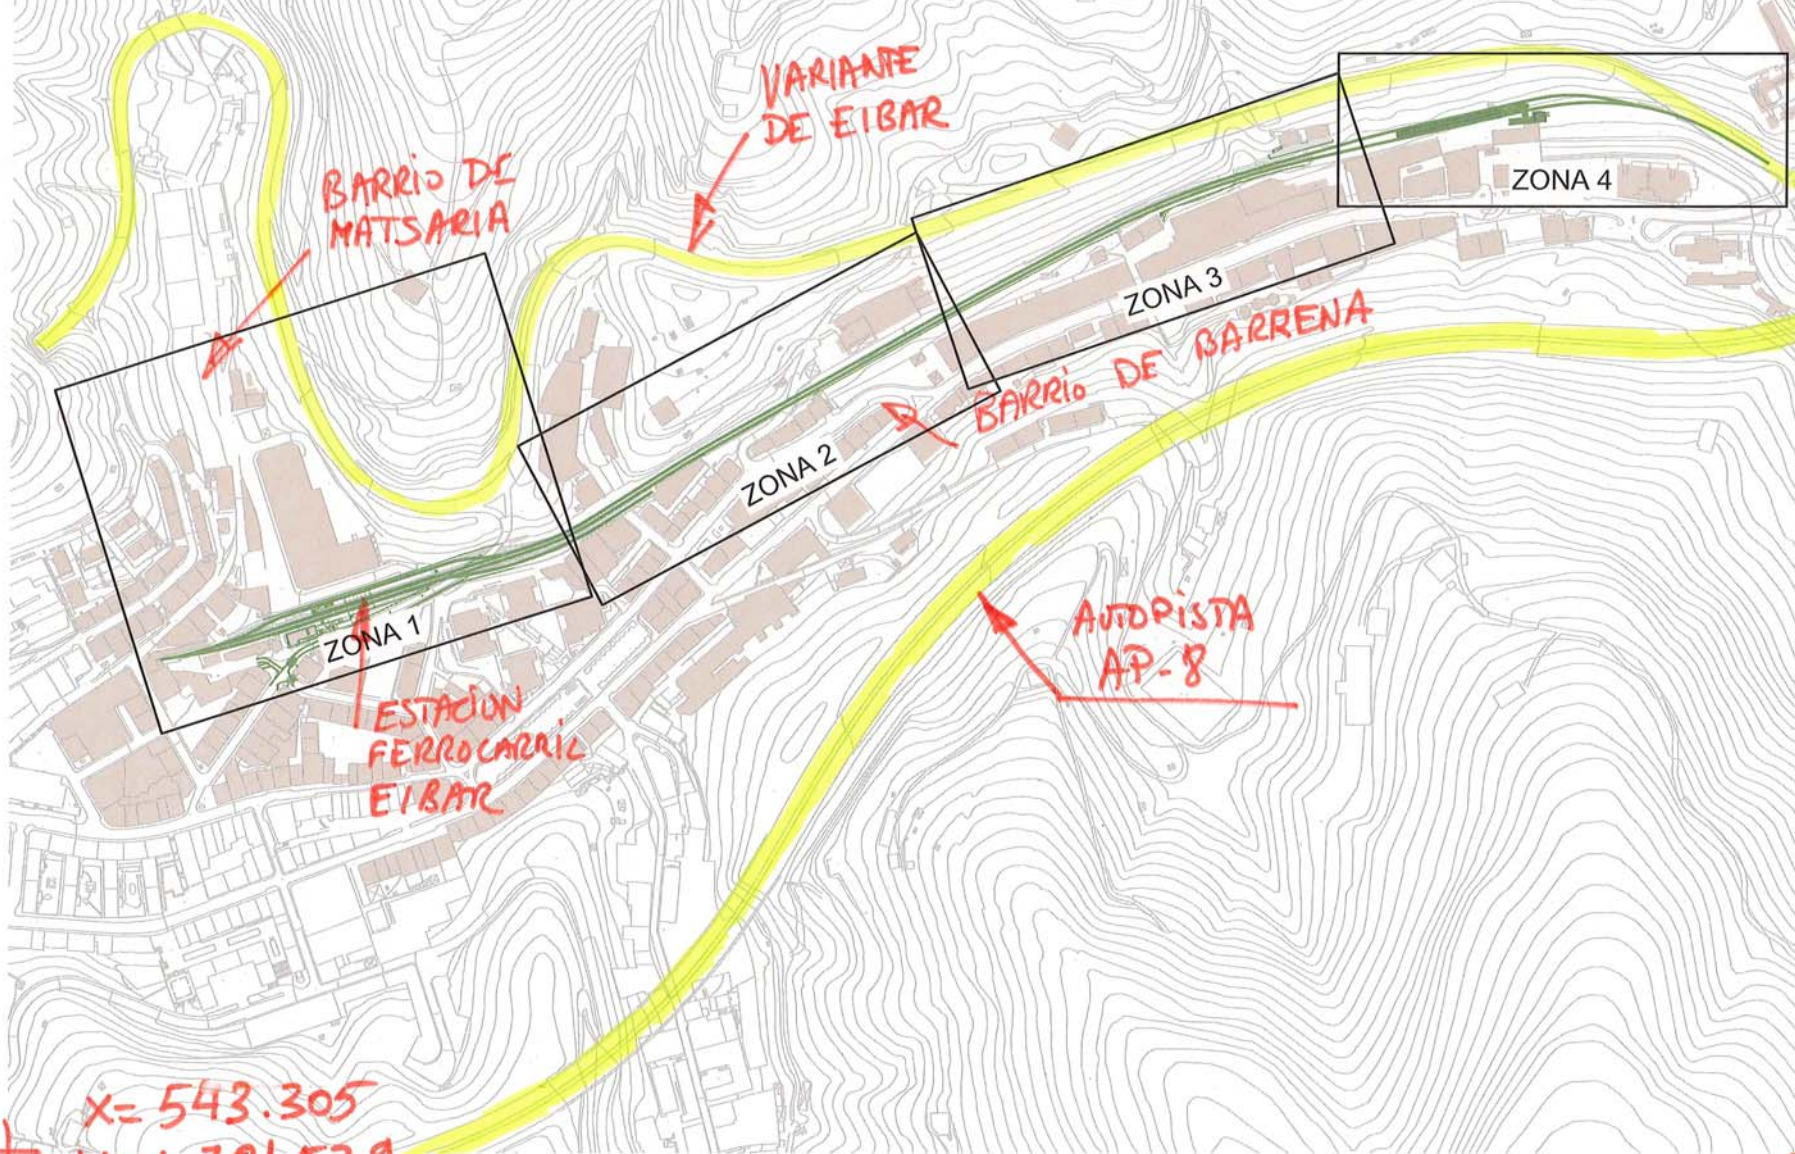 VARIANTE
DE EIBAR
BARRIO DE
MATSARIA
ZONA 4
ZONA 3
BARRIO DE BARRENA
ZONA 2
AUTOPISTA
AP-8
ZONA 1
ESTACION
FERROCARRIL
EIBAR
X= 543.305